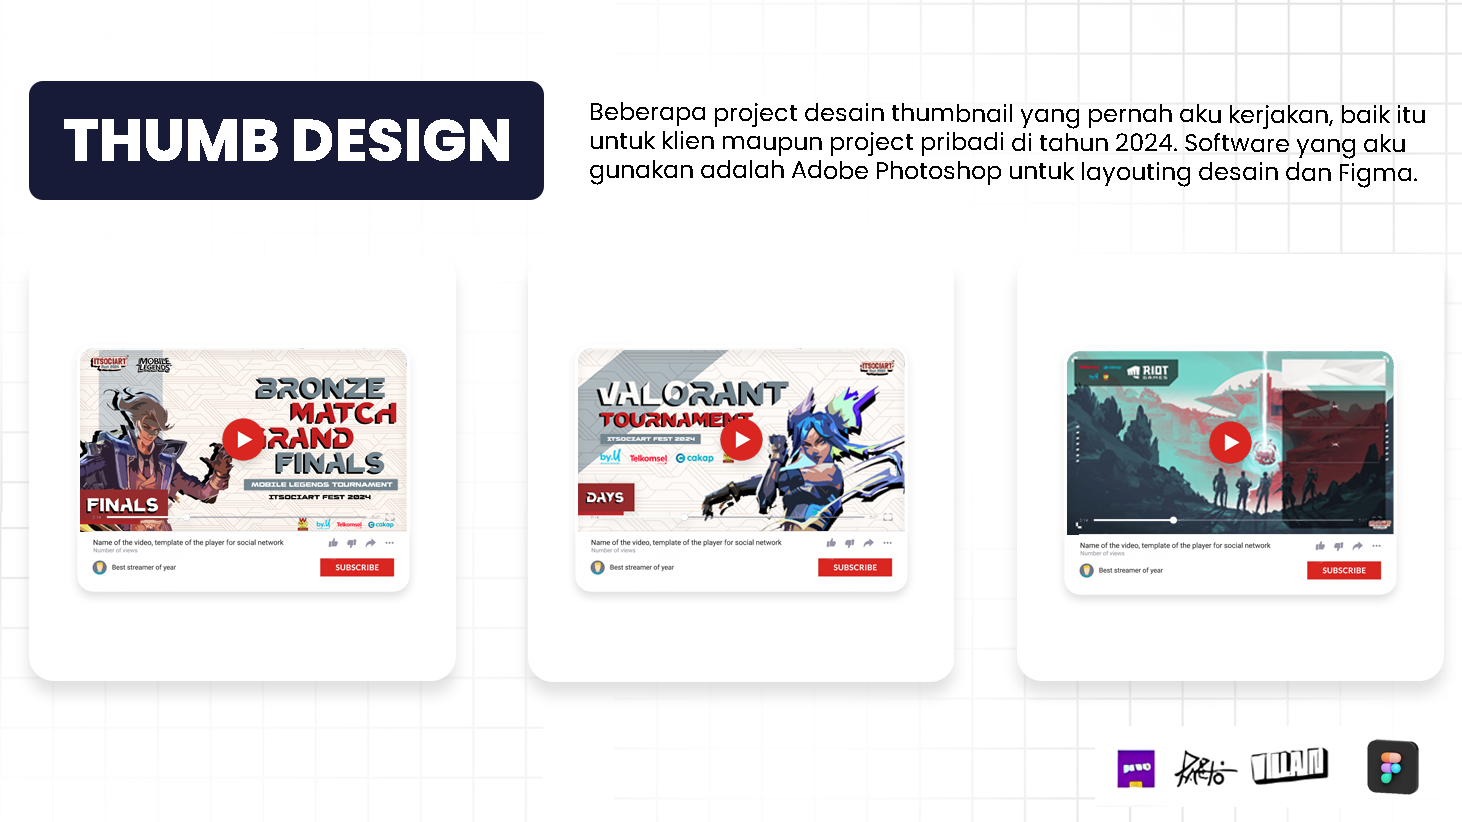 THUMB DESIGN
Beberapa project desain thumbnail yang pernah aku kerjakan, baik itu
untuk klien maupun project pribadi di tahun 2024. Software yang aku
gunakan adalah Adobe Photoshop untuk layouting desain dan Figma.
ITSOCIART
MOBILE
LEGENDS
BRONZE
MATCH
GRAND
FINALS
MOBILE LEGENDS TOURNAMENT
ITSOCIART FEST 2024
FINALS
by.U Telkomsel cakap
Name of the video, template of the player for social network
Number of views
Best streamer of year
SUBSCRIBE
ITSOCIART
VALORANT
TOURNAMENT
ITSOCIART FEST 2024
by.U Telkomsel cakap
DAYS
Name of the video, template of the player for social network
Number of views
Best streamer of year
SUBSCRIBE
RIOT
GAMES
Name of the video, template of the player for social network
Number of views
Best streamer of year
SUBSCRIBE
VILLAIN